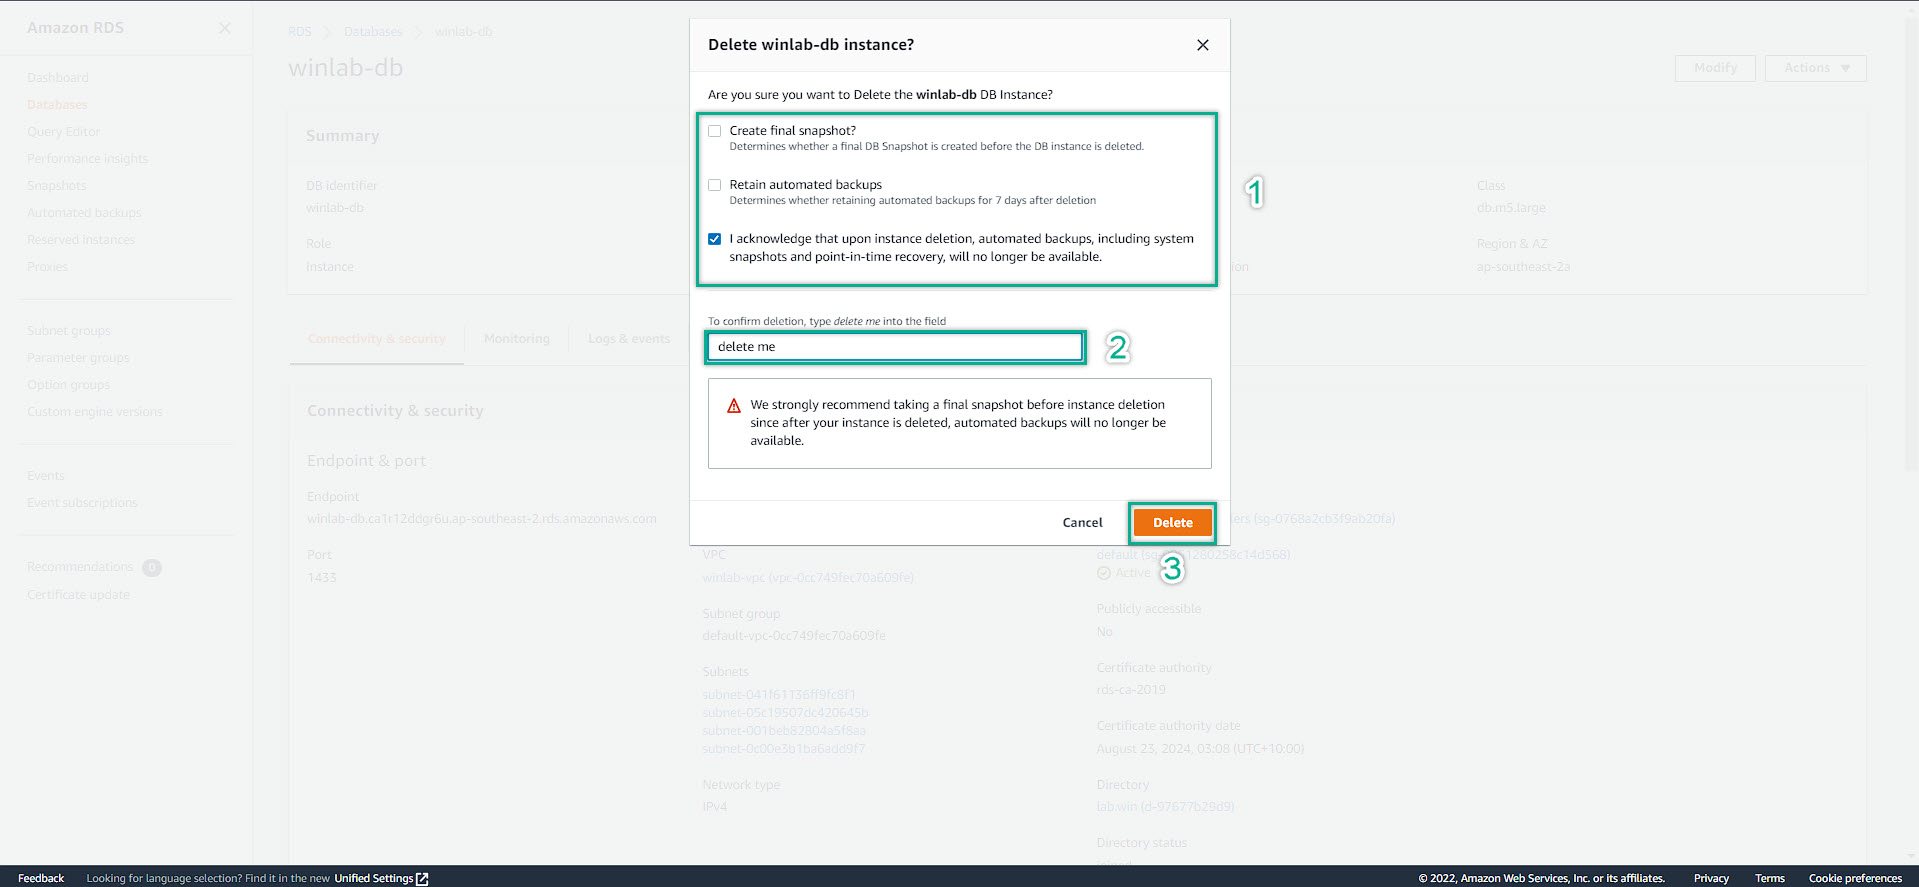 Amazon RDS
Dashboard
Databases
Query Editor
Performance insights
Snapshots
Automated backups
Reserved instances
Proxies
Subnet groups
Parameter groups
Option groups
Custom engine versions
Events
Event subscriptions
Recommendations 0
Certificate update
RDS Databases winlab-db
winlab-db
Modify Actions
Summary
DB identifier
winlab-db
Role
Instance
Class
db.m5.large
Region & AZ
ap-southeast-2a
Connectivity & security Monitoring Logs & events
Connectivity & security
Endpoint & port
Endpoint
winlab-db.ca1r12ddgr6u.ap-southeast-2.rds.amazonaws.com
Port
1433
Delete winlab-db instance?
Are you sure you want to Delete the winlab-db DB Instance?
Create final snapshot?
Determines whether a final DB Snapshot is created before the DB instance is deleted.
Retain automated backups
Determines whether retaining automated backups for 7 days after deletion
I acknowledge that upon instance deletion, automated backups, including system
snapshots and point-in-time recovery, will no longer be available.
1
To confirm deletion, type delete me into the field
delete me
2
We strongly recommend taking a final snapshot before instance deletion
since after your instance is deleted, automated backups will no longer be
available.
Cancel Delete
3
VPC
winlab-vpc (vpc-0cc749fec70a609fe)
Subnet group
default-vpc-0cc749fec70a609fe
Subnets
subnet-041f61136ff9fc8f1
subnet-05c19507dc420645b
subnet-001beb82804a5f8aa
subnet-0c00e3b1ba6add9f7
Network type
IPv4
(sg-0768a2cb3f9ab20fa)
default
Active
Publicly accessible
No
Certificate authority
rds-ca-2019
Certificate authority date
August 23, 2024, 03:08 (UTC+10:00)
Directory
lab.win (d-97677b29d9)
Directory status
Feedback Looking for language selection? Find it in the new Unified Settings
© 2022, Amazon Web Services, Inc. or its affiliates. Privacy Terms Cookie preferences